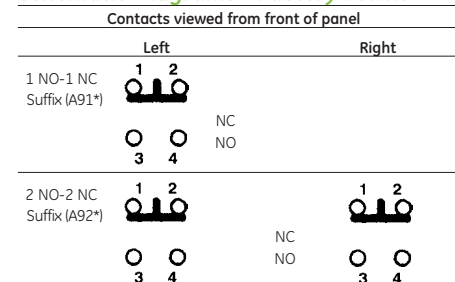 Contacts viewed from front of panel
Left Right
1 2
1 NO-1 NC
Suffix (A91*)
NC
NO
3 4
1 2 1 2
2 NO-2 NC
Suffix (A92*)
NC
NO
3 4 3 4